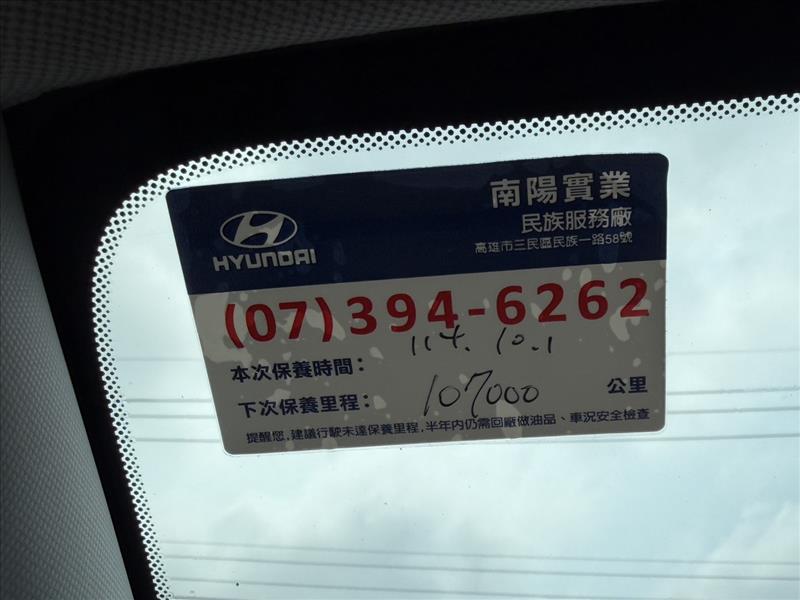 南陽實業
民族服務廠
高雄市三民區民族一路58號
HYUNDAI
(07)394-6262
本次保養時間： 114.10.1
下次保養里程： 107000 公里
提醒您,建議行駛未達保養里程,半年內仍需回廠做油品、車況安全檢查